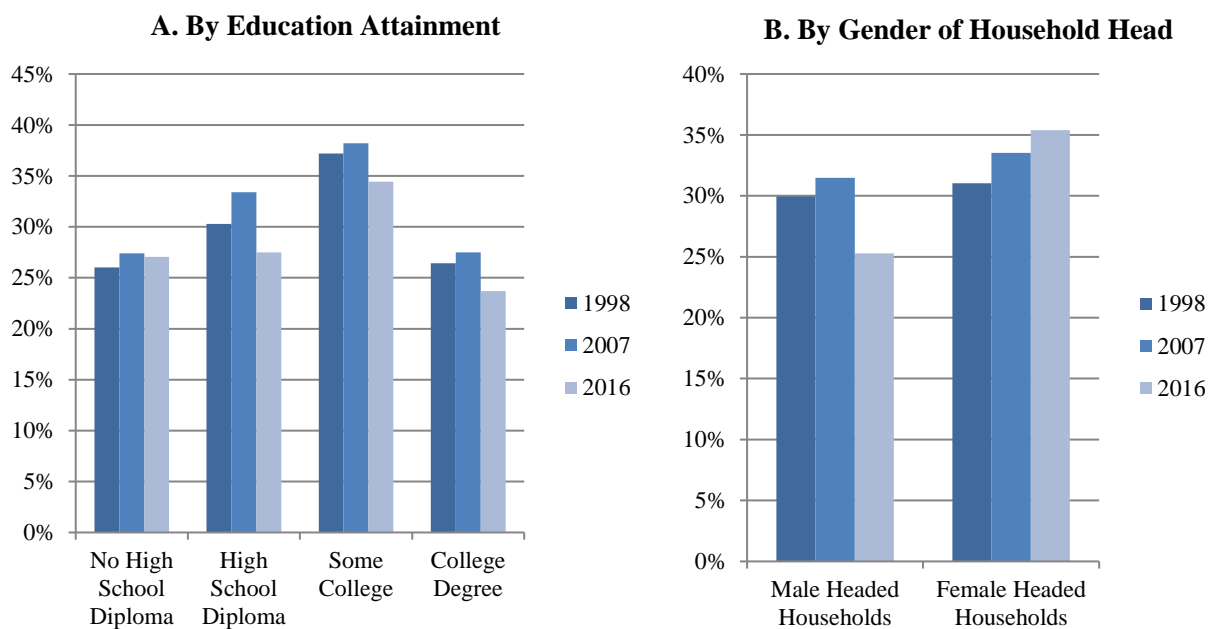 A. By Education Attainment
45%
40%
35%
30%
25%
20%
15%
10%
5%
0%
No High
School
Diploma
High
School
Diploma
Some
College
College
Degree
1998
2007
2016
B. By Gender of Household Head
40%
35%
30%
25%
20%
15%
10%
5%
0%
Male Headed
Households
Female Headed
Households
1998
2007
2016